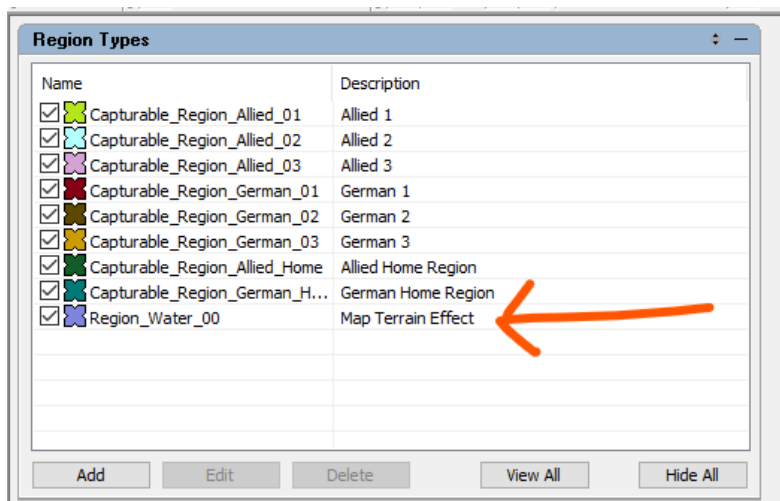 Region Types
Name Description
Capturable_Region_Allied_01 Allied 1
Capturable_Region_Allied_02 Allied 2
Capturable_Region_Allied_03 Allied 3
Capturable_Region_German_01 German 1
Capturable_Region_German_02 German 2
Capturable_Region_German_03 German 3
Capturable_Region_Allied_Home Allied Home Region
Capturable_Region_German_H... German Home Region
Region_Water_00 Map Terrain Effect
Add Edit Delete View All Hide All